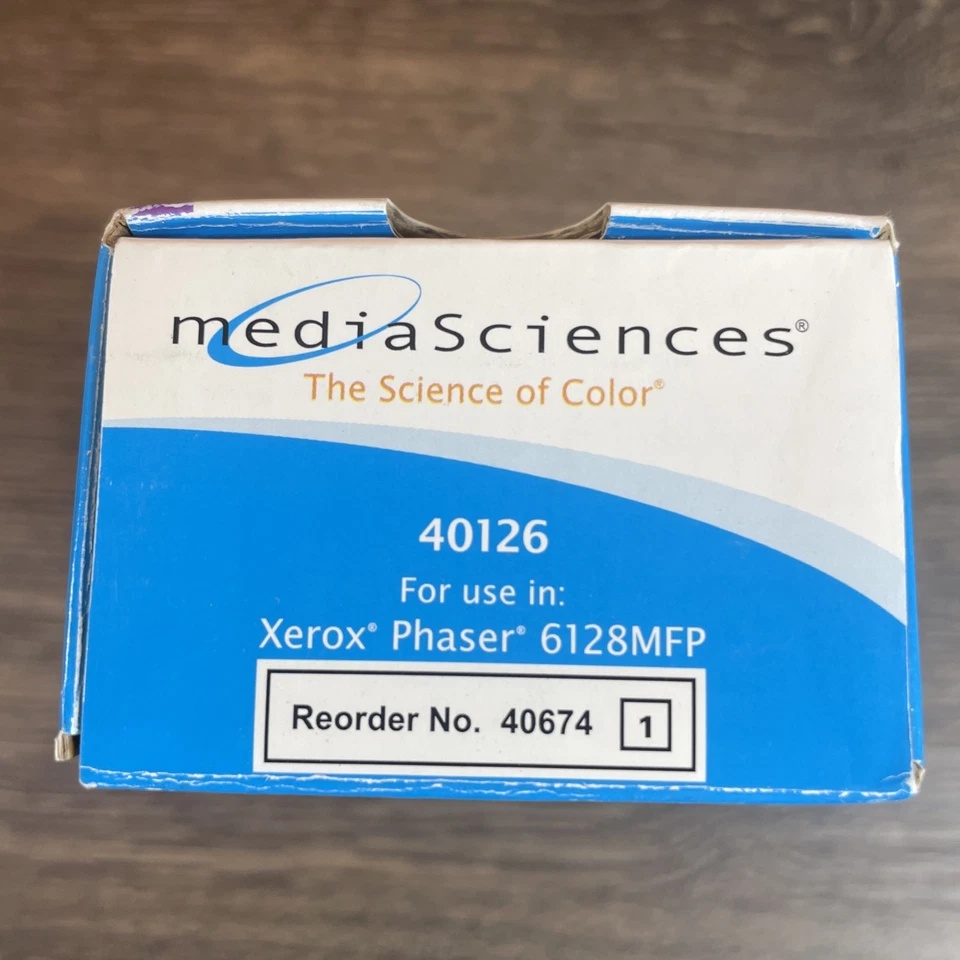 mediaSciences®
The Science of Color®
40126
For use in:
Xerox® Phaser® 6128MFP
Reorder No. 40674 1